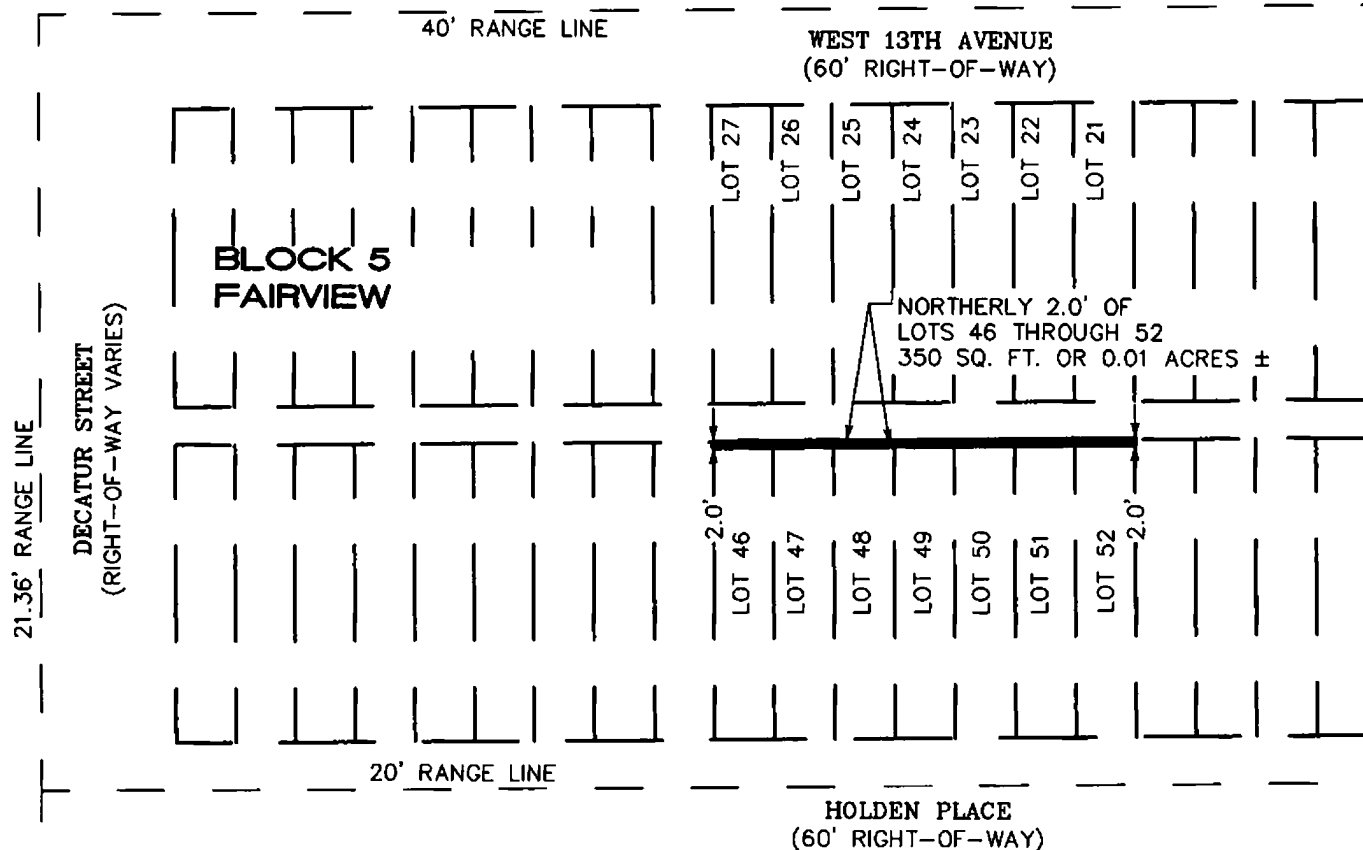 40' RANGE LINE
WEST 13TH AVENUE
(60' RIGHT-OF-WAY)
LOT 27
LOT 26
LOT 25
LOT 24
LOT 23
LOT 22
LOT 21
BLOCK 5
FAIRVIEW
NORTHERLY 2.0' OF
LOTS 46 THROUGH 52
350 SQ. FT. OR 0.01 ACRES ±
21.36' RANGE LINE
DECATUR STREET
(RIGHT-OF-WAY VARIES)
2.0'
LOT 46
LOT 47
LOT 48
LOT 49
LOT 50
LOT 51
LOT 52
2.0'
20' RANGE LINE
HOLDEN PLACE
(60' RIGHT-OF-WAY)